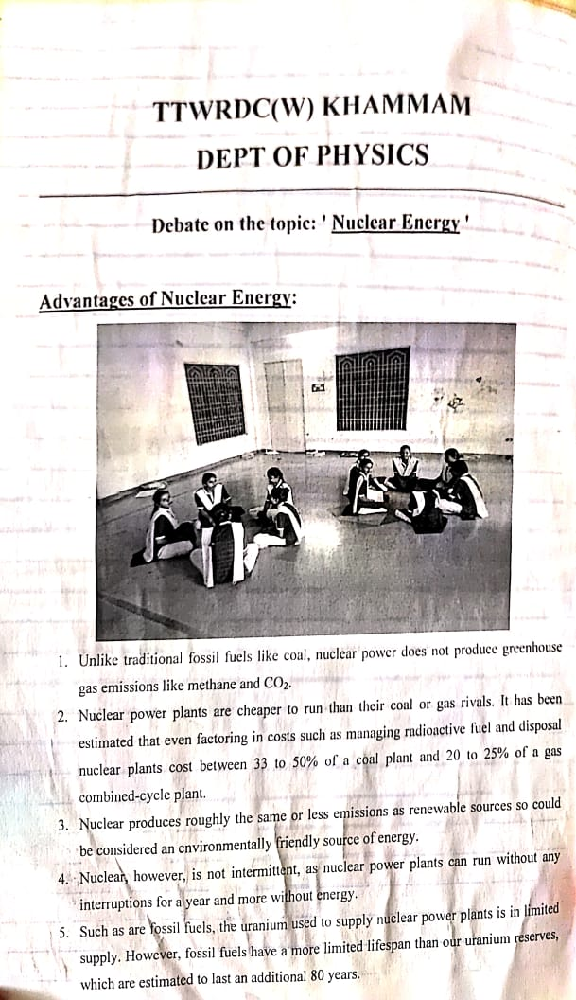 TTWRDC(W) KHAMMAM
DEPT OF PHYSICS
Debate on the topic: ' Nuclear Energy '
Advantages of Nuclear Energy:
1. Unlike traditional fossil fuels like coal, nuclear power does not produce greenhouse
gas emissions like methane and CO₂.
2. Nuclear power plants are cheaper to run than their coal or gas rivals. It has been
estimated that even factoring in costs such as managing radioactive fuel and disposal
nuclear plants cost between 33 to 50% of a coal plant and 20 to 25% of a gas
combined-cycle plant.
3. Nuclear produces roughly the same or less emissions as renewable sources so could
be considered an environmentally friendly source of energy.
4. Nuclear, however, is not intermittent, as nuclear power plants can run without any
interruptions for a year and more without energy.
5. Such as are fossil fuels, the uranium used to supply nuclear power plants is in limited
supply. However, fossil fuels have a more limited lifespan than our uranium reserves,
which are estimated to last an additional 80 years.